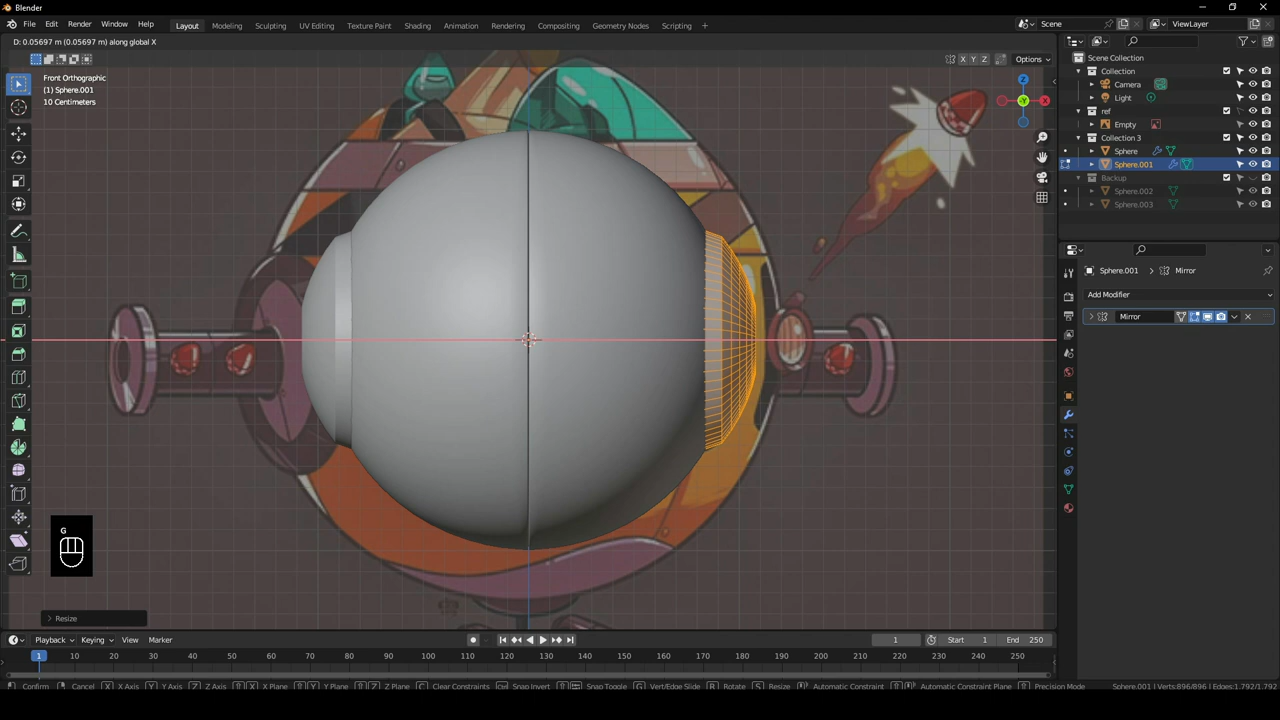 Blender
File Edit Render Window Help Layout Modeling Sculpting UV Editing Texture Paint Shading Animation Rendering Compositing Geometry Nodes Scripting + Scene ViewLayer
D: 0.05697 m (0.05697 m) along global X
X Y Z Options
Front Orthographic
(1) Sphere.001
10 Centimeters
Z
X
-Y
Scene Collection
Collection
Camera
Light
ref
Empty
Collection 3
Sphere
Sphere.001
Backup
Sphere.002
Sphere.003
Sphere.001 > Mirror
Add Modifier
Mirror
G
Resize
Playback Keying View Marker 1 Start 1 End 250
1 10 20 30 40 50 60 70 80 90 100 110 120 130 140 150 160 170 180 190 200 210 220 230 240 250
Confirm Cancel X X Axis Y Y Axis Z Z Axis X X Plane Y Y Plane Z Z Plane C Clear Constraints Snap Invert Snap Toggle G Vert/Edge Slide R Rotate S Resize Automatic Constraint Automatic Constraint Plane Precision Mode Sphere.001 | Verts:896/896 | Edges:1,792/1,792